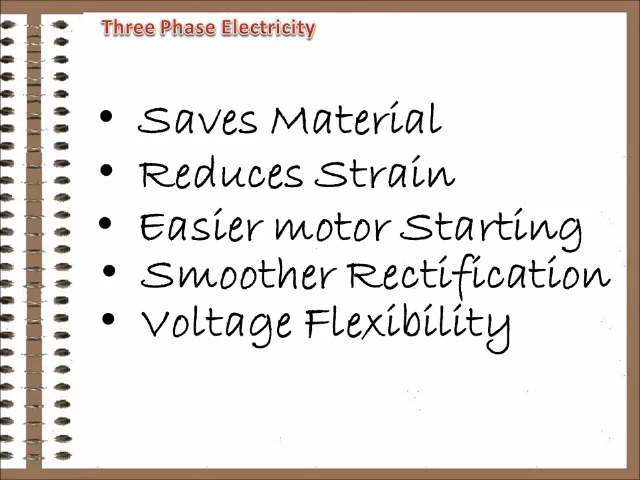 Three Phase Electricity
• Saves Material
• Reduces Strain
• Easier motor Starting
• Smoother Rectification
• Voltage Flexibility